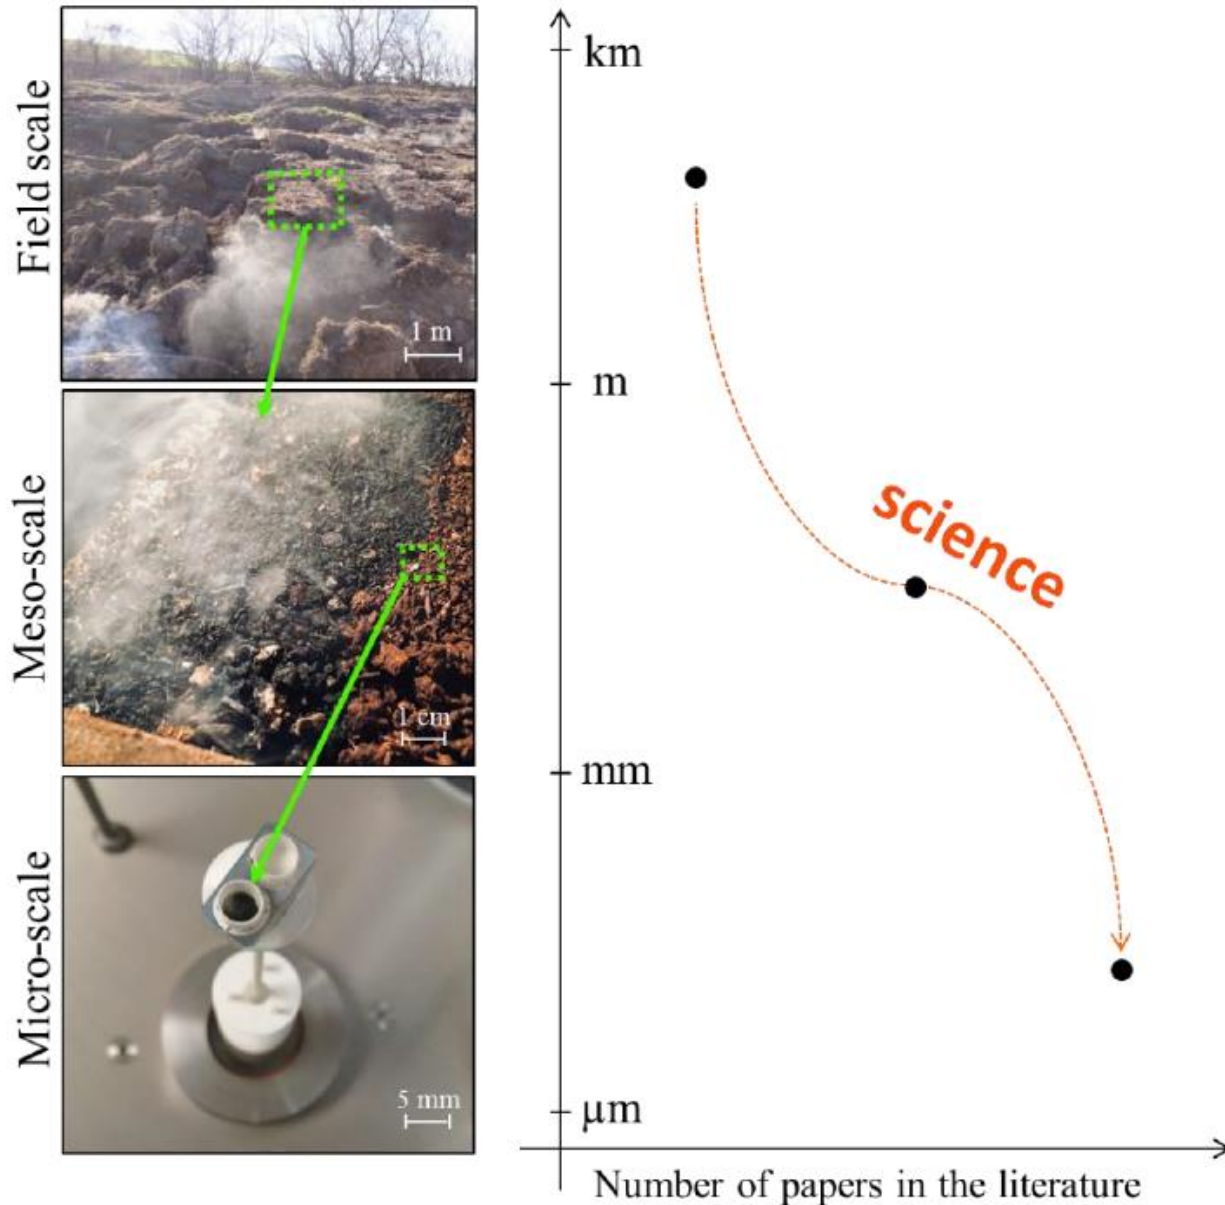 Field scale
1 m
Meso-scale
1 cm
Micro-scale
5 mm
km
m
science
mm
μm
Number of papers in the literature